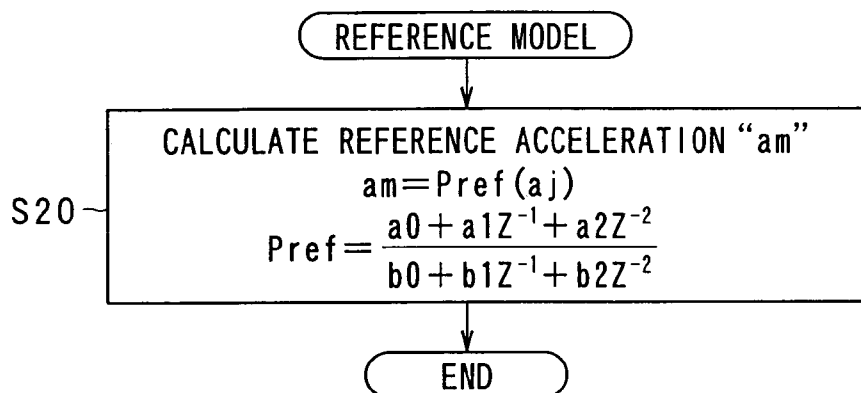 REFERENCE MODEL
CALCULATE REFERENCE ACCELERATION “am”
am=Pref(aj)
S20
Pref=(a0+a1Z⁻¹+a2Z⁻²)/(b0+b1Z⁻¹+b2Z⁻²)
END